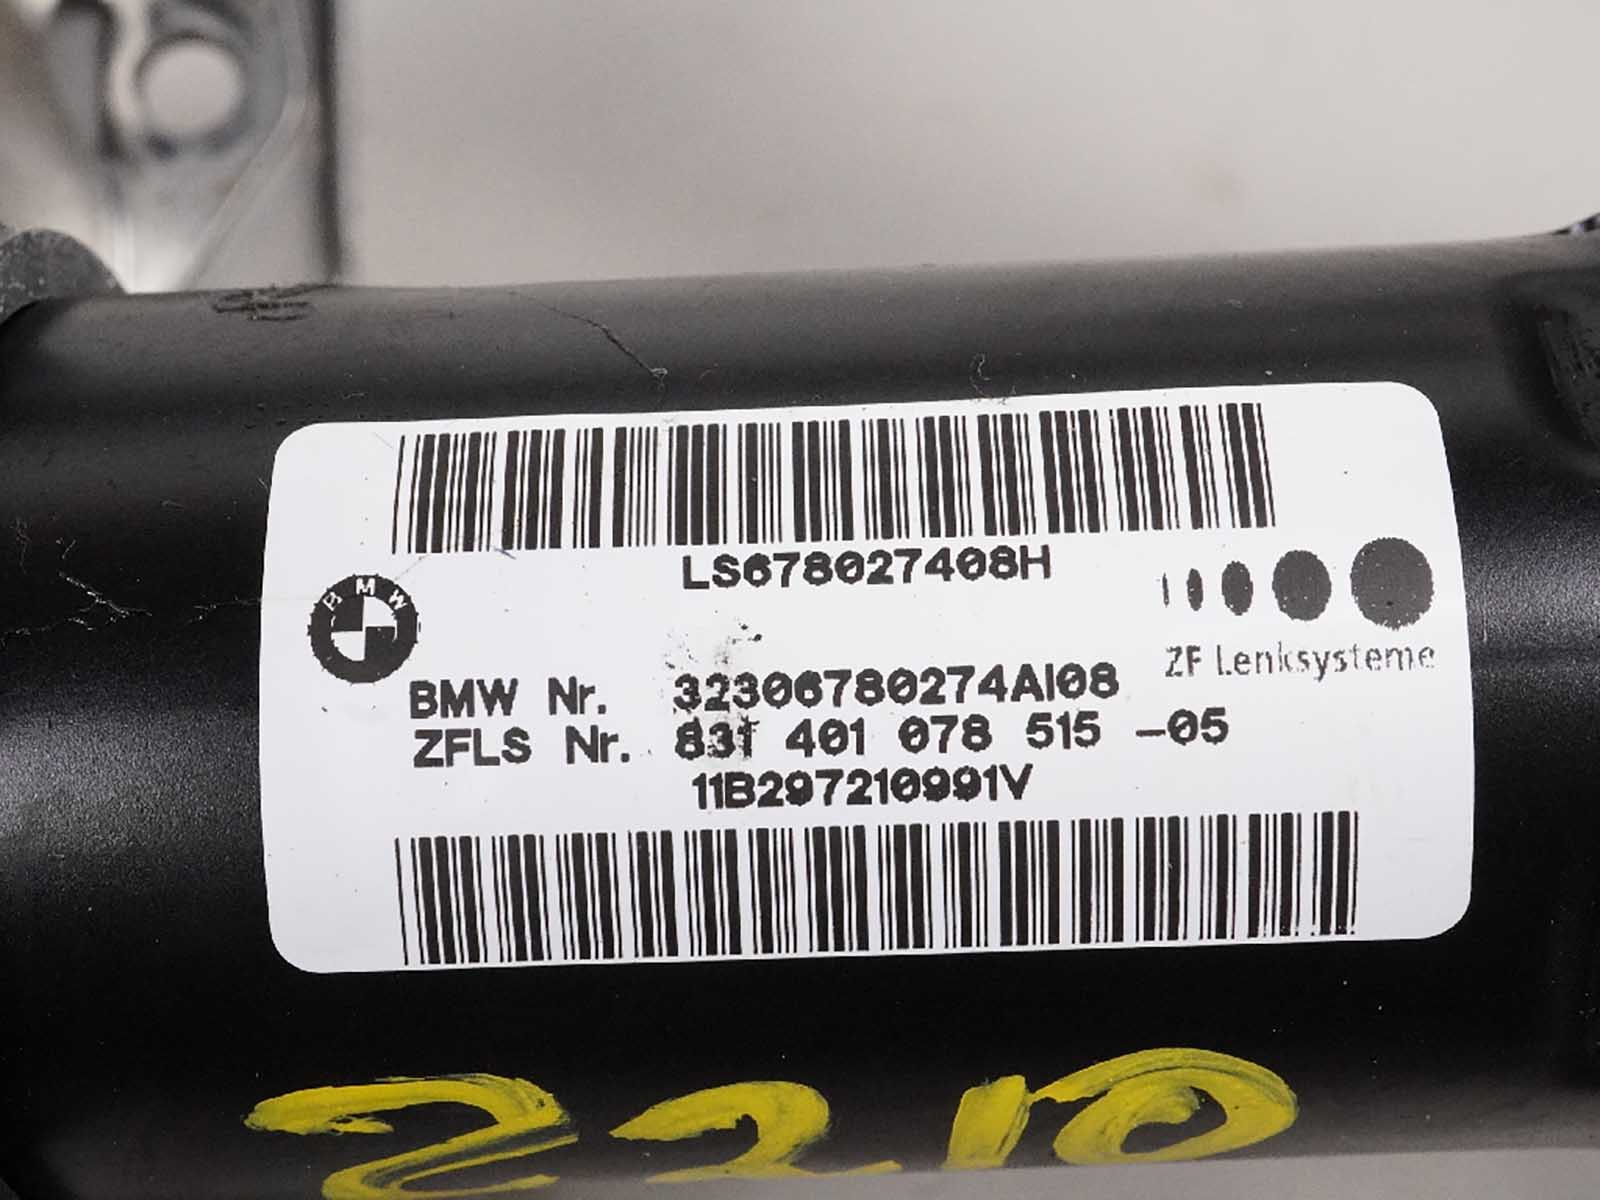 LS678027408H
BMW
ZF Lenksysteme
BMW Nr. 32306780274AI08
ZFLS Nr. 831 401 078 515 -05
11B297210991V
2210